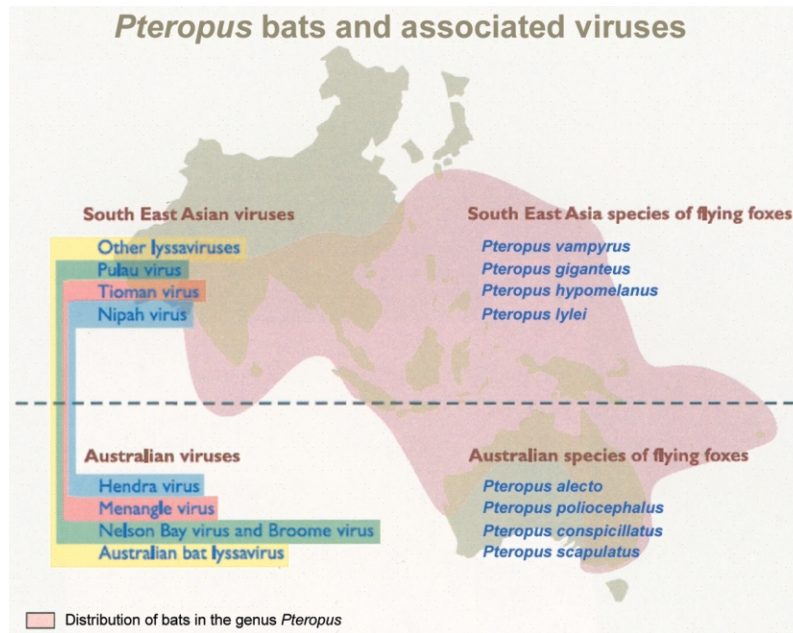 Pteropus bats and associated viruses
South East Asian viruses
Other lyssaviruses
Pulau virus
Tioman virus
Nipah virus
South East Asia species of flying foxes
Pteropus vampyrus
Pteropus giganteus
Pteropus hypomelanus
Pteropus lylei
Australian viruses
Hendra virus
Menangle virus
Nelson Bay virus and Broome virus
Australian bat lyssavirus
Australian species of flying foxes
Pteropus alecto
Pteropus poliocephalus
Pteropus conspicillatus
Pteropus scapulatus
Distribution of bats in the genus Pteropus